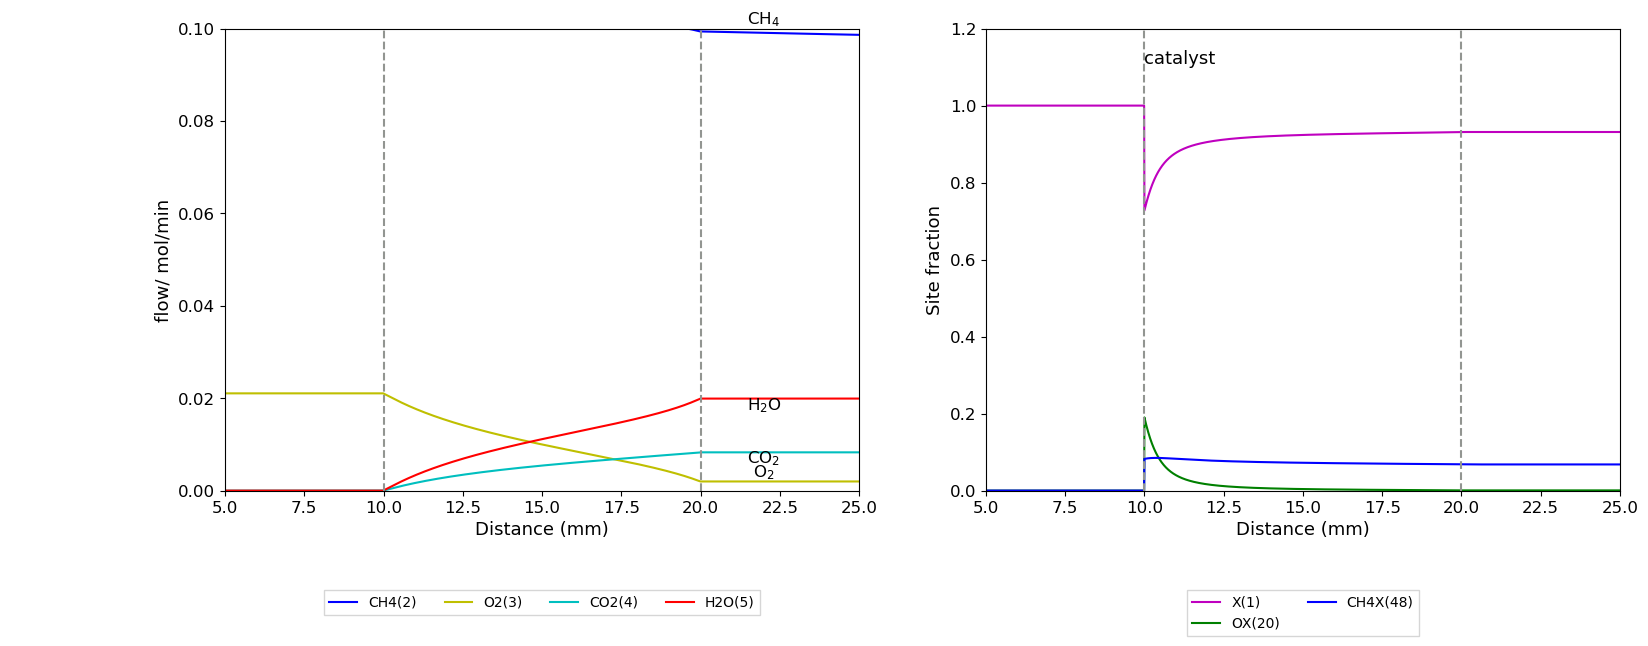 CH₄
0.10
0.08
0.06
0.04
0.02
0.00
flow/ mol/min
H₂O
CO₂
O₂
5.0 7.5 10.0 12.5 15.0 17.5 20.0 22.5 25.0
Distance (mm)
CH4(2) O2(3) CO2(4) H2O(5)
catalyst
1.2
1.0
0.8
0.6
0.4
0.2
0.0
Site fraction
5.0 7.5 10.0 12.5 15.0 17.5 20.0 22.5 25.0
Distance (mm)
X(1) CH4X(48)
OX(20)